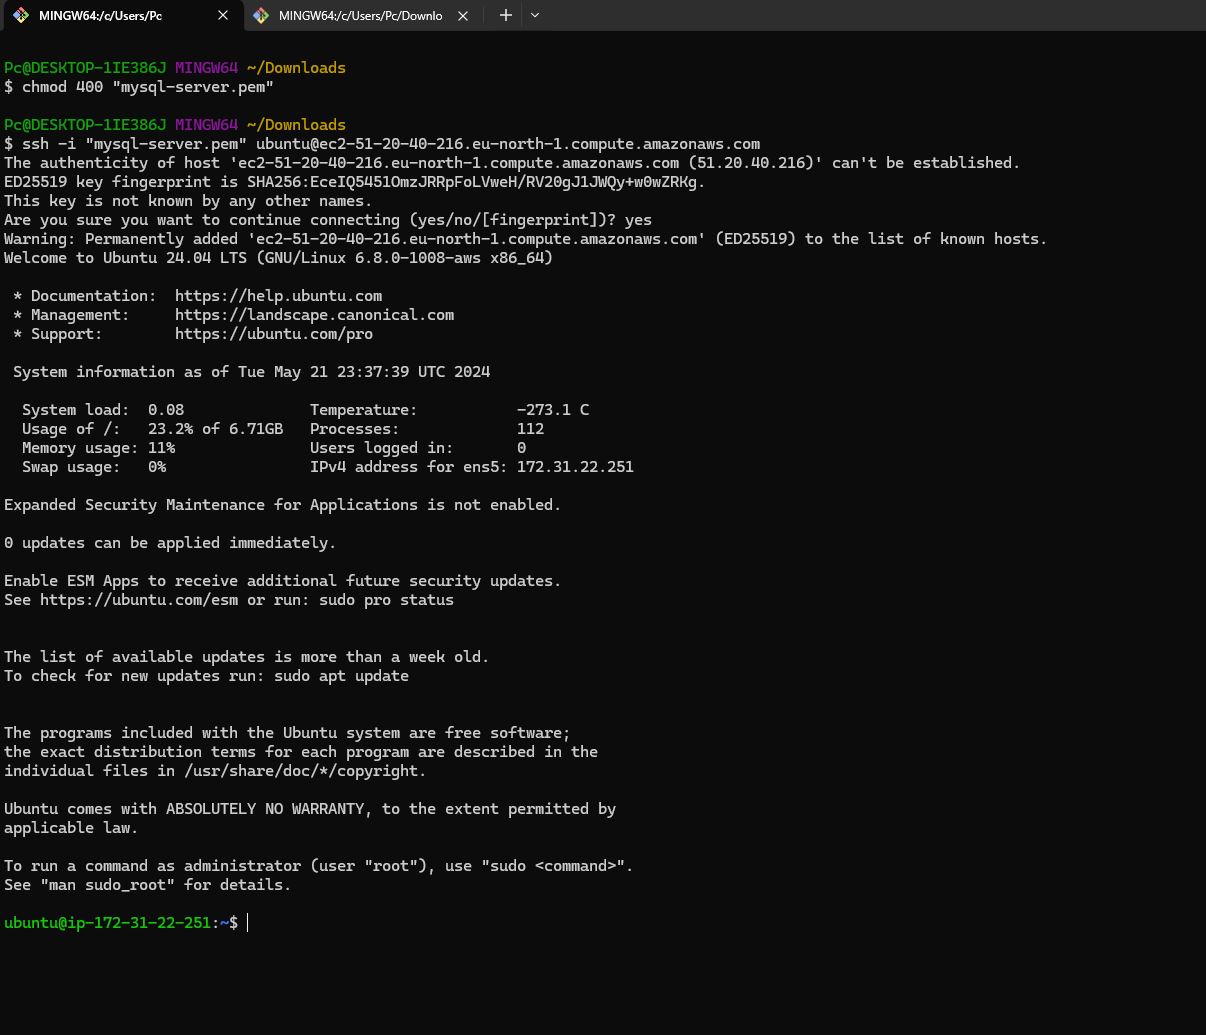 MINGW64:/c/Users/Pc
MINGW64:/c/Users/Pc/Downlo
Pc@DESKTOP-1IE386J MINGW64 ~/Downloads
$ chmod 400 "mysql-server.pem"
Pc@DESKTOP-1IE386J MINGW64 ~/Downloads
$ ssh -i "mysql-server.pem" ubuntu@ec2-51-20-40-216.eu-north-1.compute.amazonaws.com
The authenticity of host 'ec2-51-20-40-216.eu-north-1.compute.amazonaws.com (51.20.40.216)' can't be established.
ED25519 key fingerprint is SHA256:EceIQ5451OmzJRRpFoLVweH/RV20gJ1JWQy+w0wZRKg.
This key is not known by any other names.
Are you sure you want to continue connecting (yes/no/[fingerprint])? yes
Warning: Permanently added 'ec2-51-20-40-216.eu-north-1.compute.amazonaws.com' (ED25519) to the list of known hosts.
Welcome to Ubuntu 24.04 LTS (GNU/Linux 6.8.0-1008-aws x86_64)
* Documentation:  https://help.ubuntu.com
* Management:     https://landscape.canonical.com
* Support:        https://ubuntu.com/pro
System information as of Tue May 21 23:37:39 UTC 2024
System load:  0.08              Temperature:           -273.1 C
Usage of /:   23.2% of 6.71GB   Processes:             112
Memory usage: 11%               Users logged in:       0
Swap usage:   0%                IPv4 address for ens5: 172.31.22.251
Expanded Security Maintenance for Applications is not enabled.
0 updates can be applied immediately.
Enable ESM Apps to receive additional future security updates.
See https://ubuntu.com/esm or run: sudo pro status
The list of available updates is more than a week old.
To check for new updates run: sudo apt update
The programs included with the Ubuntu system are free software;
the exact distribution terms for each program are described in the
individual files in /usr/share/doc/*/copyright.
Ubuntu comes with ABSOLUTELY NO WARRANTY, to the extent permitted by
applicable law.
To run a command as administrator (user "root"), use "sudo <command>".
See "man sudo_root" for details.
ubuntu@ip-172-31-22-251:~$